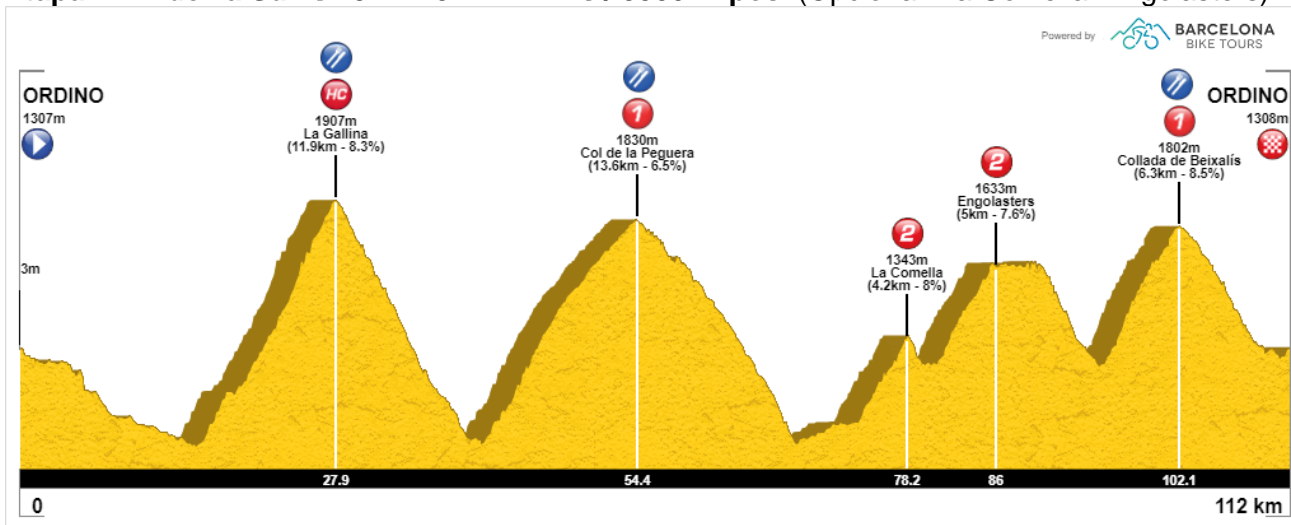 (Opcional
Powered by
BARCELONA
BIKE TOURS
ORDINO
1307m
HC
1907m
La Gallina
(11.9km - 8.3%)
1
1830m
Col de la Peguera
(13.6km - 6.5%)
2
1343m
La Comella
(4.2km - 8%)
2
1633m
Engolasters
(5km - 7.6%)
1
1802m
Collada de Beixalís
(6.3km - 8.5%)
ORDINO
1308m
3m
27.9
54.4
78.2
86
102.1
0
112 km